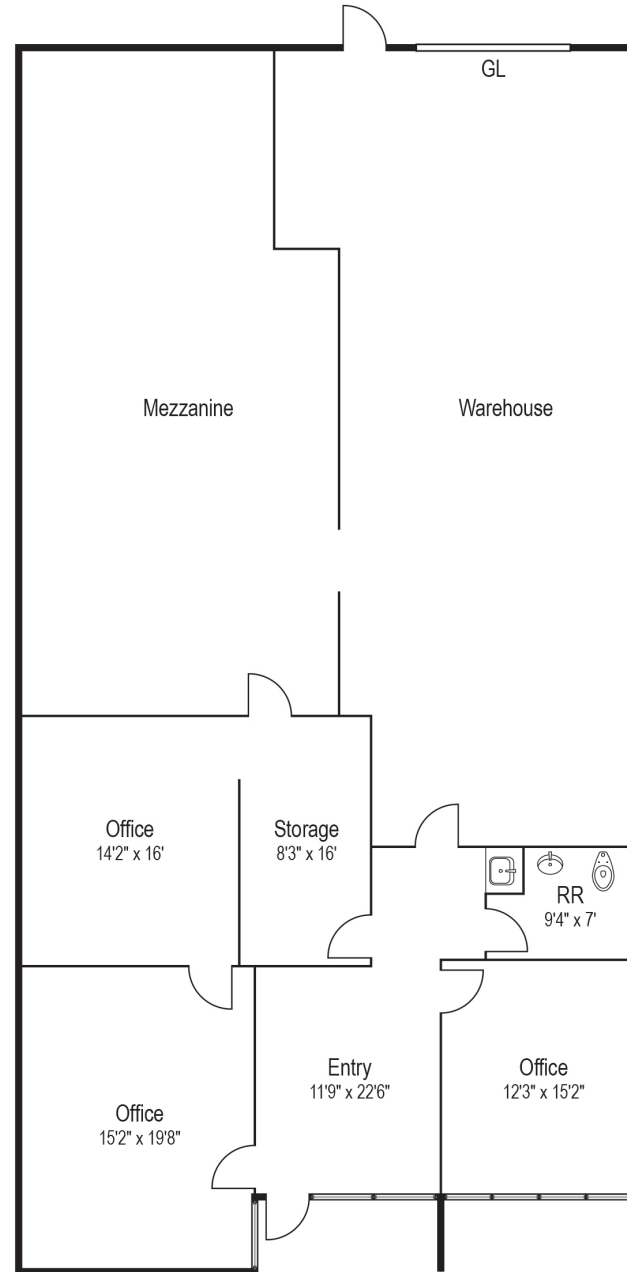 GL
Mezzanine
Warehouse
Office
14'2" x 16'
Storage
8'3" x 16'
RR
9'4" x 7'
Entry
11'9" x 22'6"
Office
12'3" x 15'2"
Office
15'2" x 19'8"